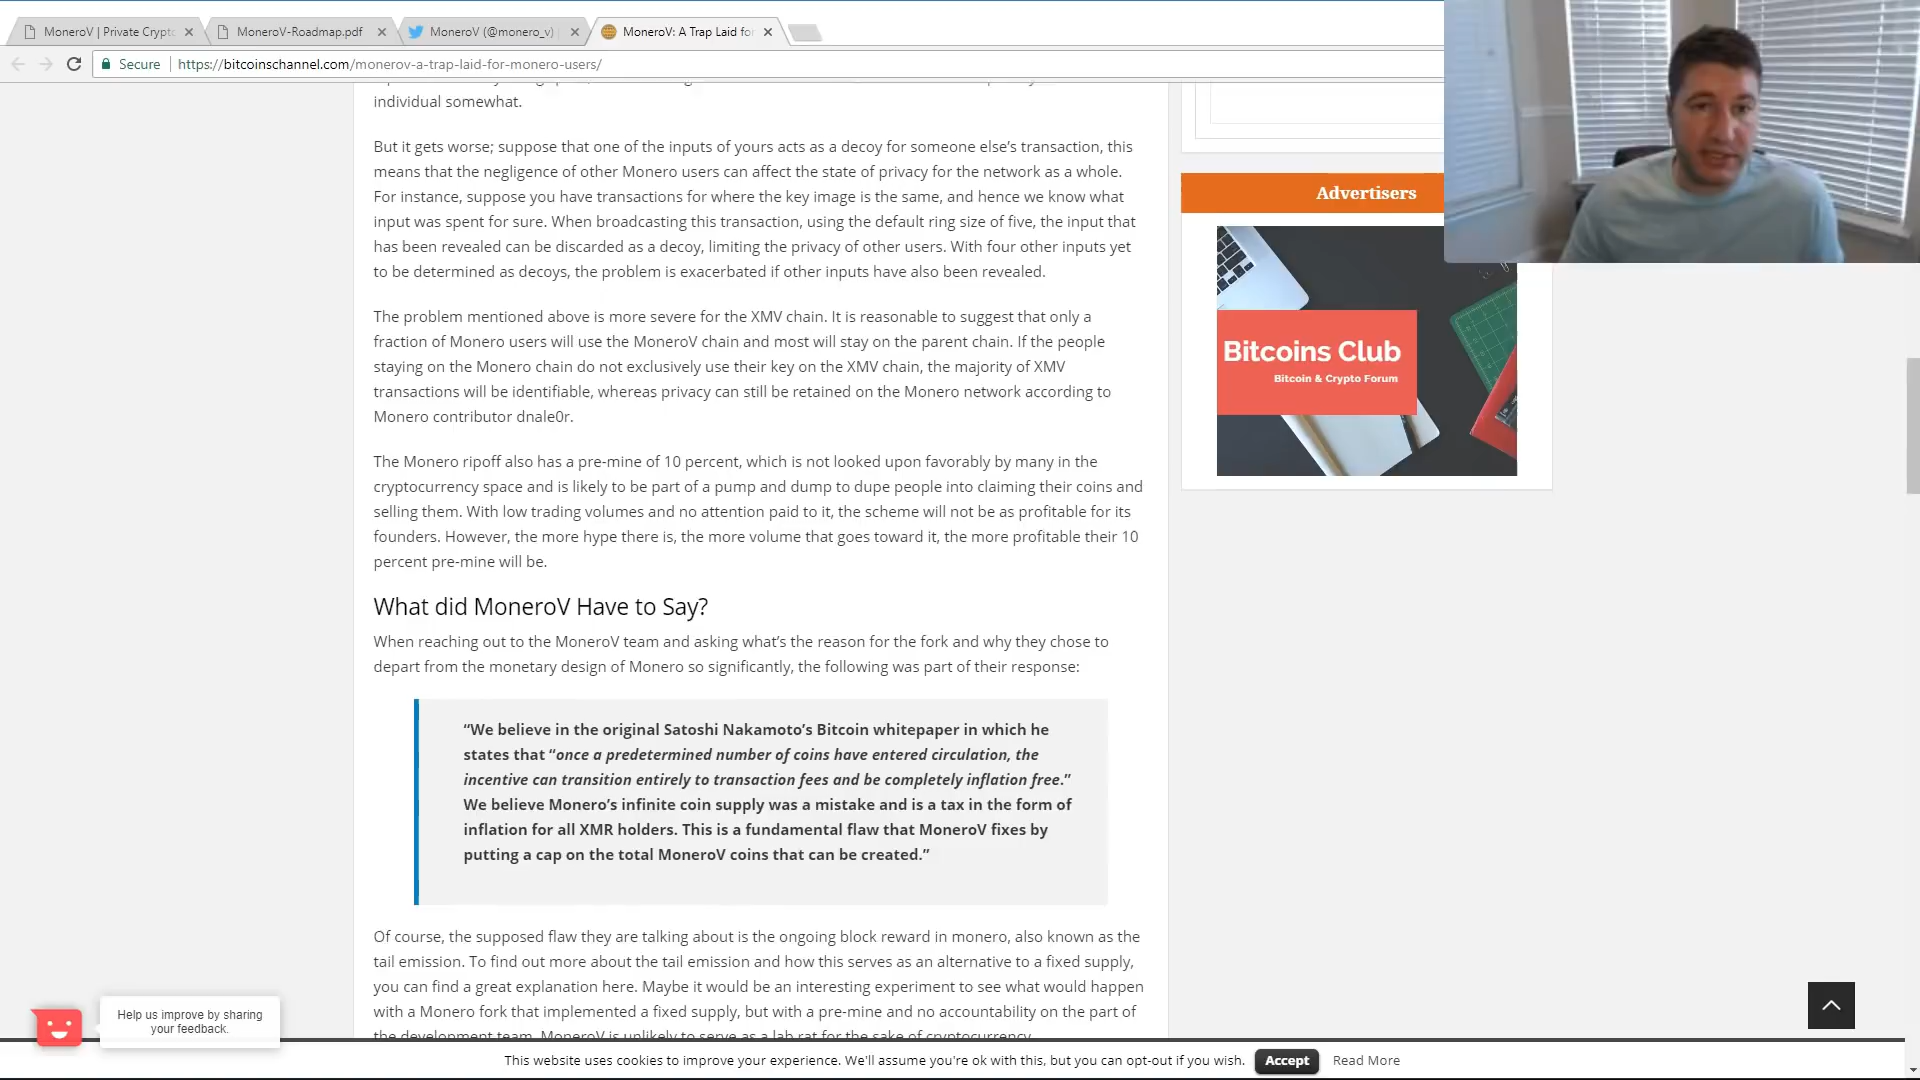 MoneroV | Private Crypto
MoneroV-Roadmap.pdf
MoneroV (@monero_v)
MoneroV: A Trap Laid fo
Secure
https://bitcoinschannel.com/monerov-a-trap-laid-for-monero-users/
individual somewhat.
But it gets worse; suppose that one of the inputs of yours acts as a decoy for someone else's transaction, this
means that the negligence of other Monero users can affect the state of privacy for the network as a whole.
For instance, suppose you have transactions for where the key image is the same, and hence we know what
input was spent for sure. When broadcasting this transaction, using the default ring size of five, the input that
has been revealed can be discarded as a decoy, limiting the privacy of other users. With four other inputs yet
to be determined as decoys, the problem is exacerbated if other inputs have also been revealed.
The problem mentioned above is more severe for the XMV chain. It is reasonable to suggest that only a
fraction of Monero users will use the MoneroV chain and most will stay on the parent chain. If the people
staying on the Monero chain do not exclusively use their key on the XMV chain, the majority of XMV
transactions will be identifiable, whereas privacy can still be retained on the Monero network according to
Monero contributor dnale0r.
The Monero ripoff also has a pre-mine of 10 percent, which is not looked upon favorably by many in the
cryptocurrency space and is likely to be part of a pump and dump to dupe people into claiming their coins and
selling them. With low trading volumes and no attention paid to it, the scheme will not be as profitable for its
founders. However, the more hype there is, the more volume that goes toward it, the more profitable their 10
percent pre-mine will be.
What did MoneroV Have to Say?
When reaching out to the MoneroV team and asking what's the reason for the fork and why they chose to
depart from the monetary design of Monero so significantly, the following was part of their response:
“We believe in the original Satoshi Nakamoto's Bitcoin whitepaper in which he
states that “once a predetermined number of coins have entered circulation, the
incentive can transition entirely to transaction fees and be completely inflation free.”
We believe Monero's infinite coin supply was a mistake and is a tax in the form of
inflation for all XMR holders. This is a fundamental flaw that MoneroV fixes by
putting a cap on the total MoneroV coins that can be created.”
Of course, the supposed flaw they are talking about is the ongoing block reward in monero, also known as the
tail emission. To find out more about the tail emission and how this serves as an alternative to a fixed supply,
you can find a great explanation here. Maybe it would be an interesting experiment to see what would happen
with a Monero fork that implemented a fixed supply, but with a pre-mine and no accountability on the part of
the development team, MoneroV is unlikely to serve as a lab rat for the sake of cryptocurrency.
Advertisers
Bitcoins Club
Bitcoin & Crypto Forum
Help us improve by sharing
your feedback.
This website uses cookies to improve your experience. We'll assume you're ok with this, but you can opt-out if you wish.
Accept
Read More